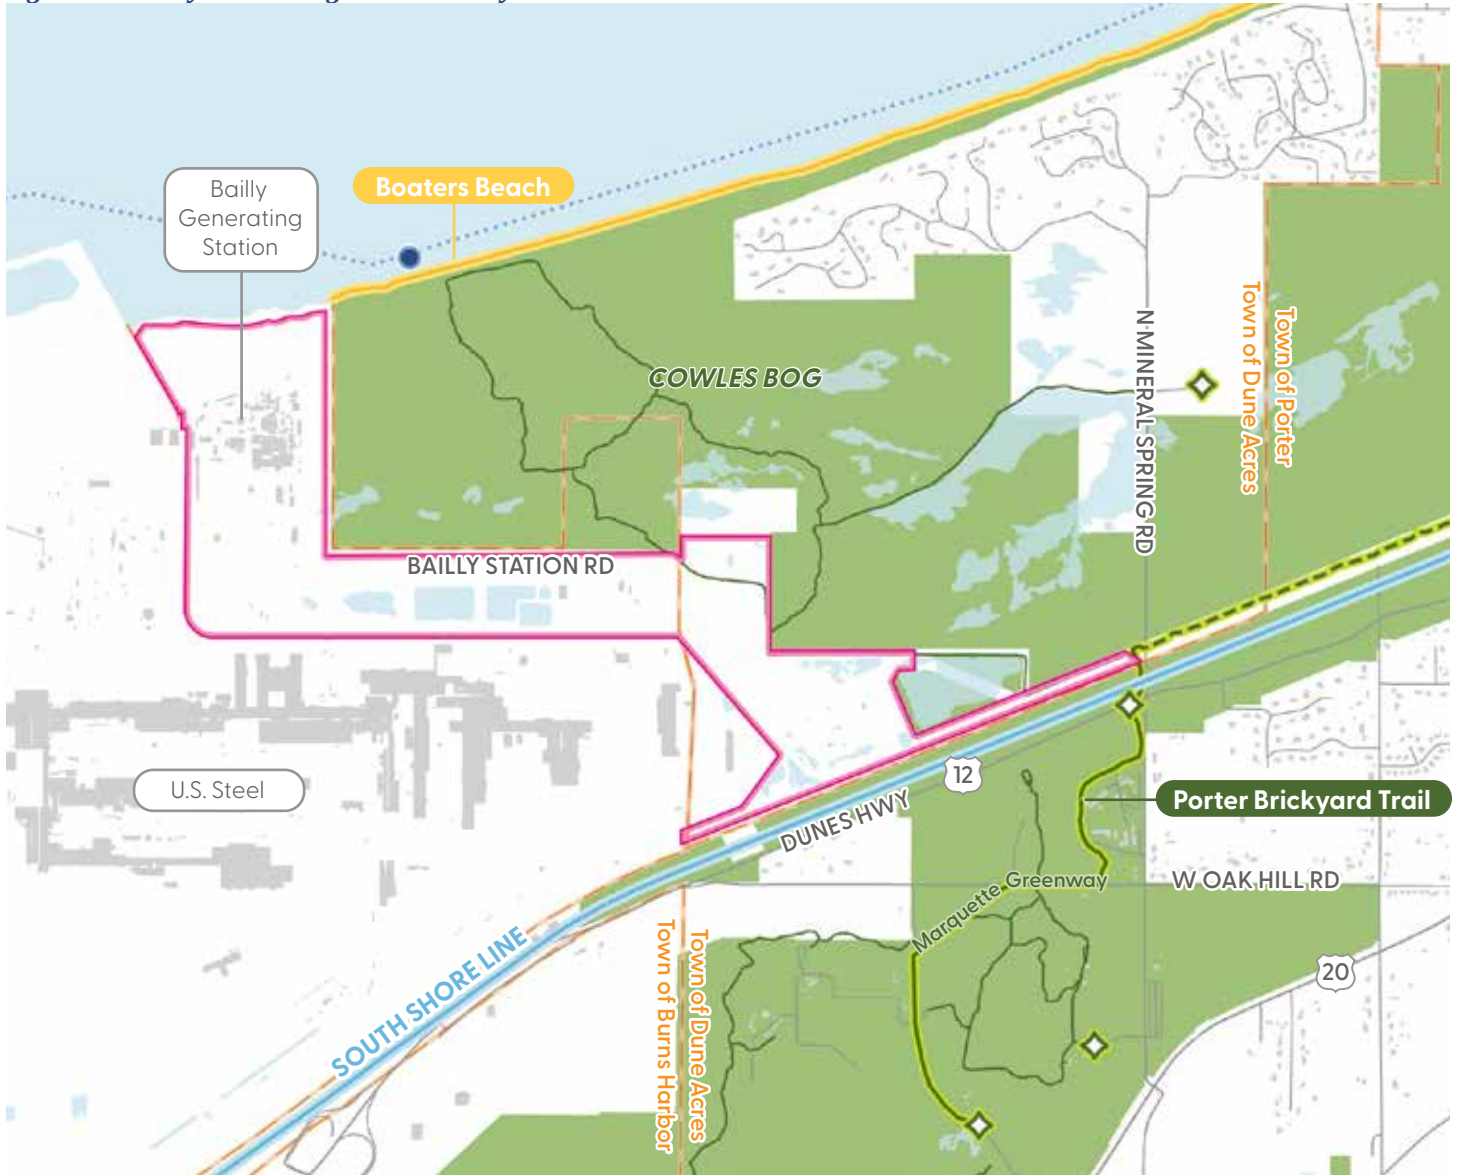 Bailly
Generating
Station
Boaters Beach
COWLES BOG
N MINERAL SPRING RD
Town of Dune Acres
Town of Porter
BAILLY STATION RD
U.S. Steel
12
DUNES HWY
Porter Brickyard Trail
Marquette Greenway
W OAK HILL RD
SOUTH SHORE LINE
Town of Burns Harbor
Town of Dune Acres
20